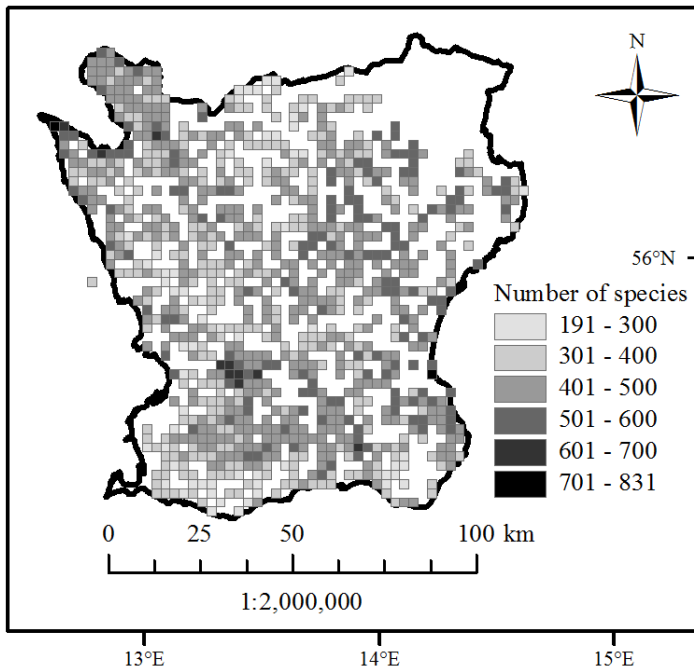 N
56°N
Number of species
191 - 300
301 - 400
401 - 500
501 - 600
601 - 700
701 - 831
0 25 50 100 km
1:2,000,000
13°E 14°E 15°E